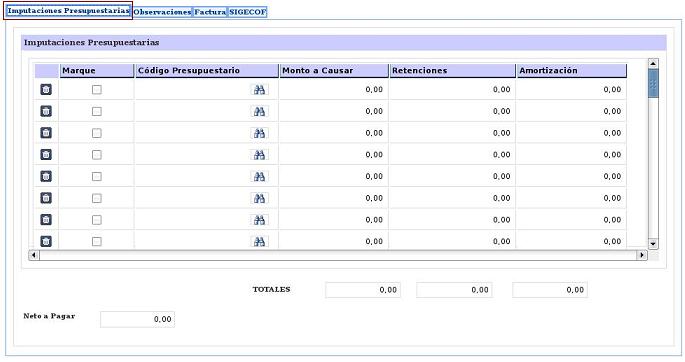 Imputaciones Presupuestarias Observaciones Factura SIGECOF
Imputaciones Presupuestarias
Marque Código Presupuestario Monto a Causar Retenciones Amortización
0,00 0,00 0,00
0,00 0,00 0,00
0,00 0,00 0,00
0,00 0,00 0,00
0,00 0,00 0,00
0,00 0,00 0,00
0,00 0,00 0,00
0,00 0,00 0,00
TOTALES 0,00 0,00 0,00
Neto a Pagar 0,00